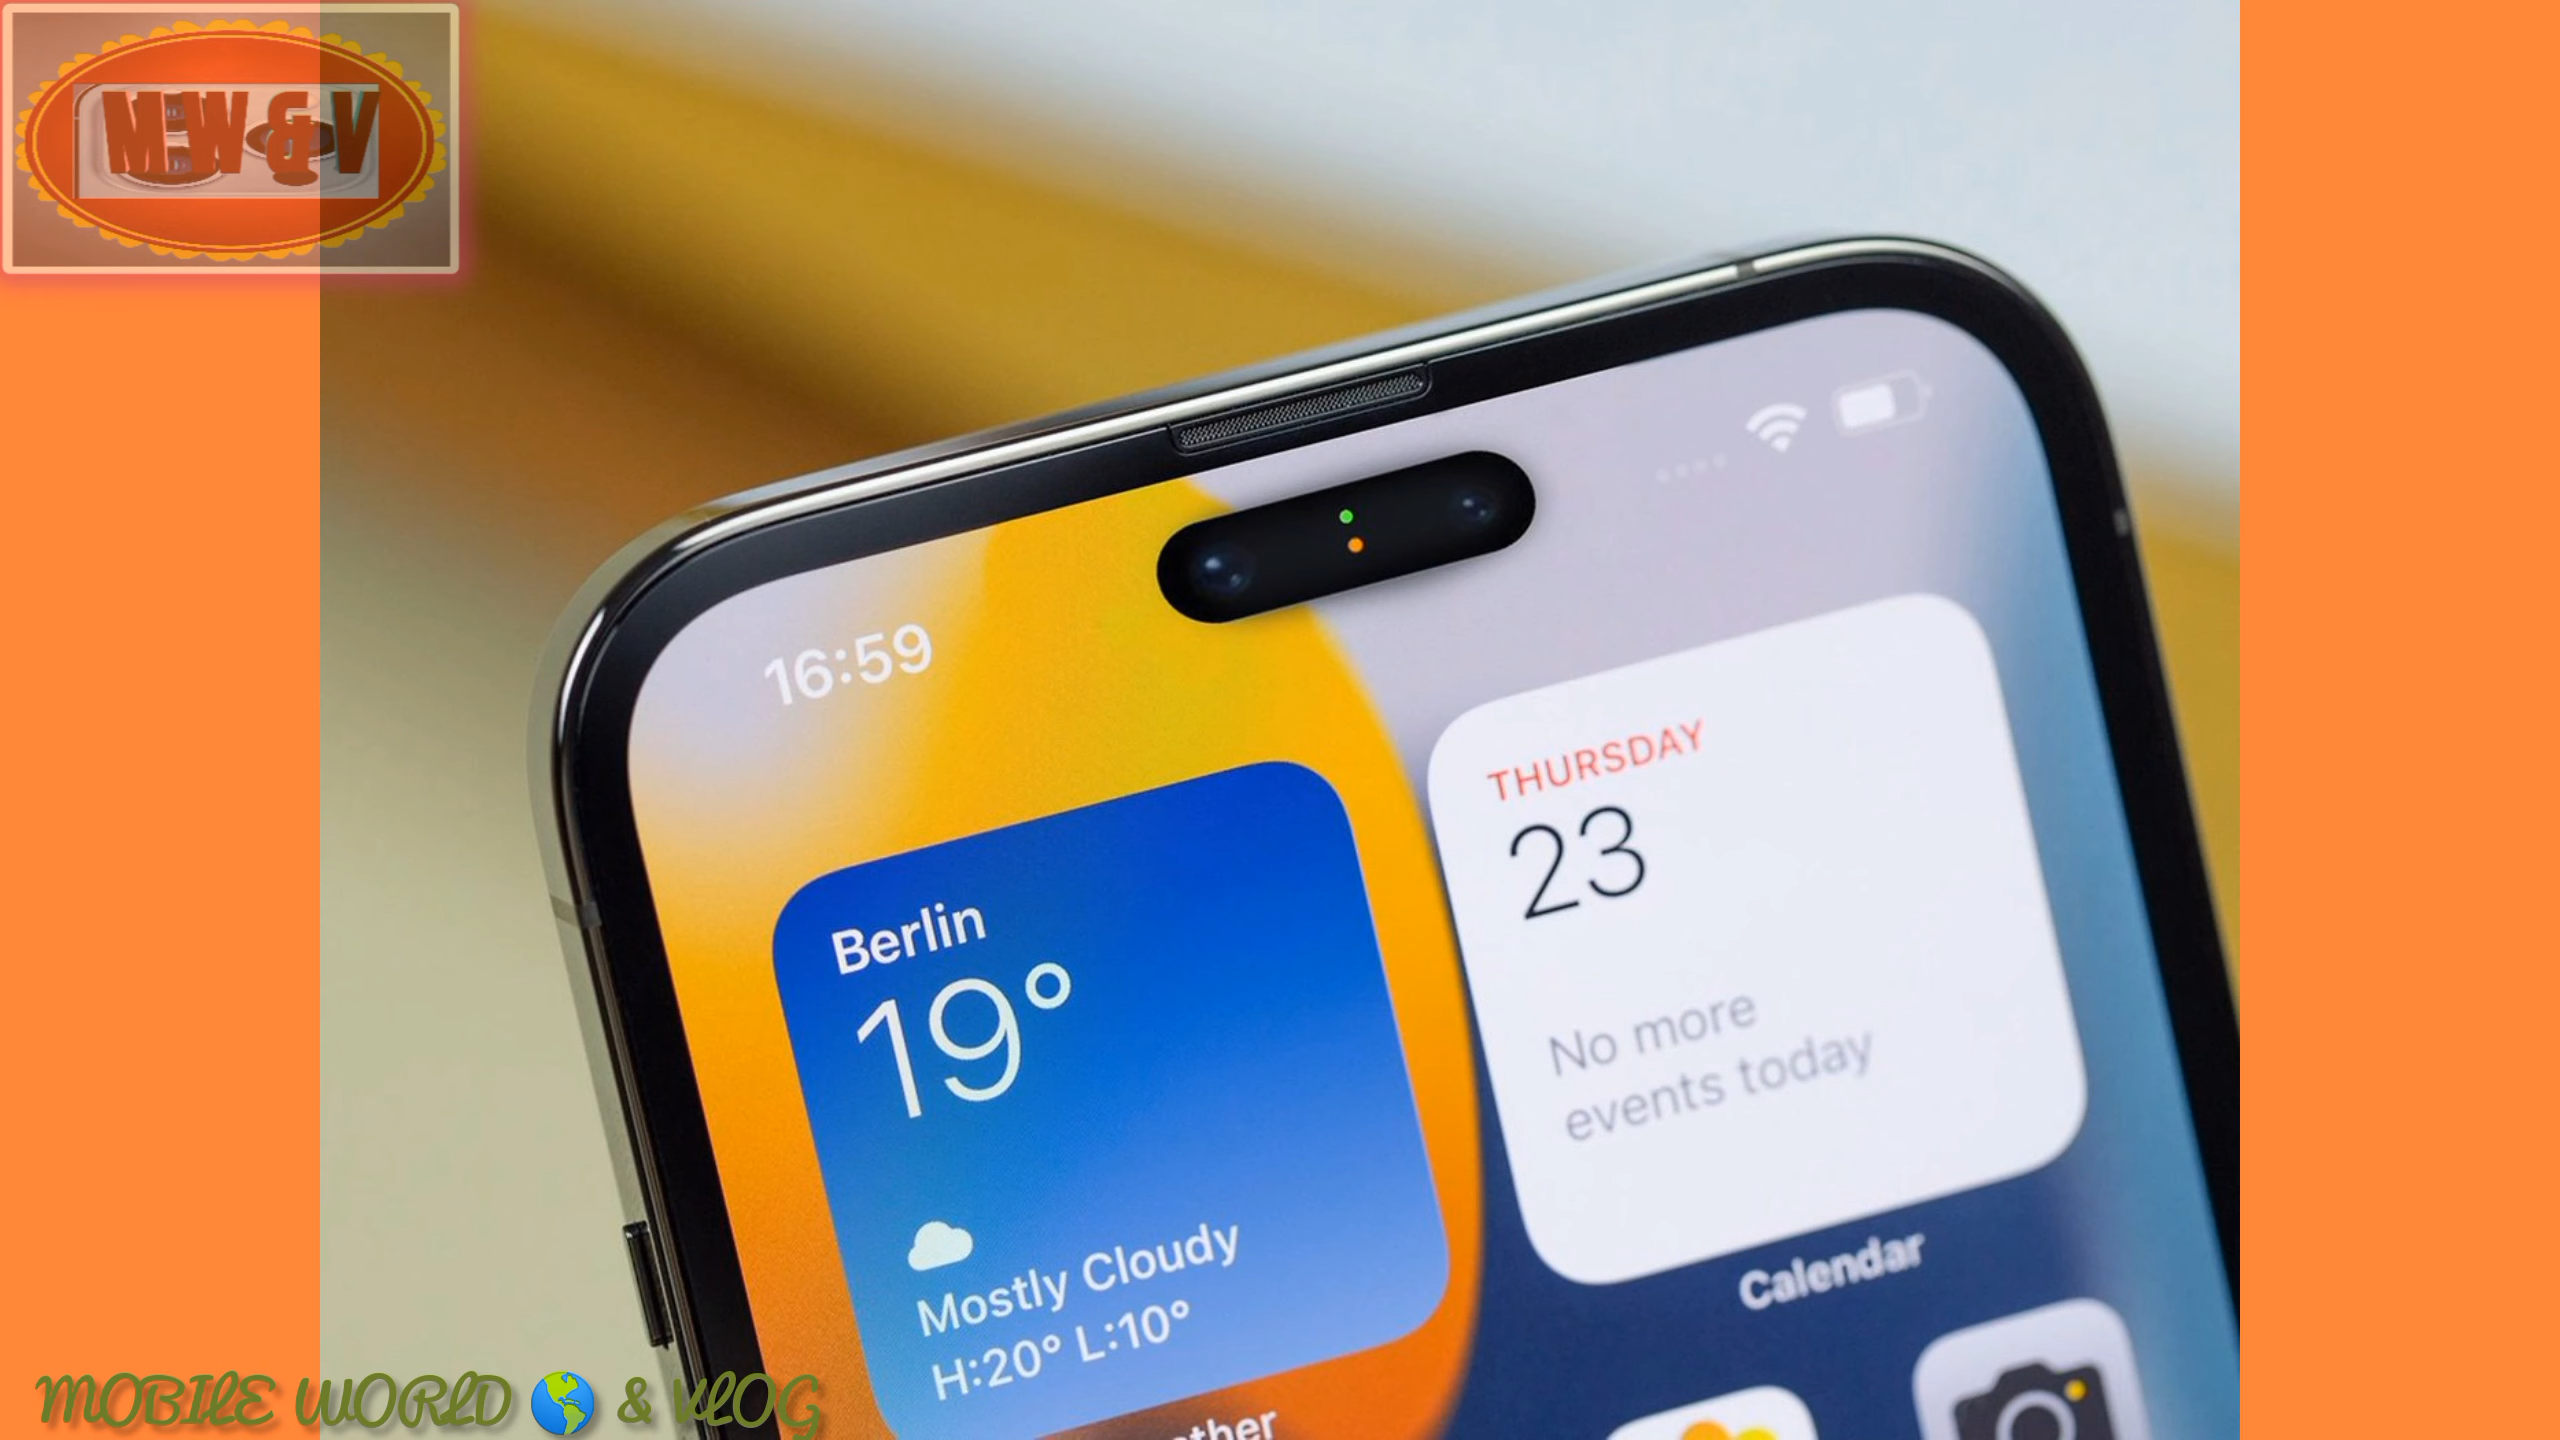 M.W & V
16:59
THURSDAY
23
No more
events today
Calendar
Berlin
19°
Mostly Cloudy
H:20° L:10°
MOBILE WORLD 🌎 & VLOG